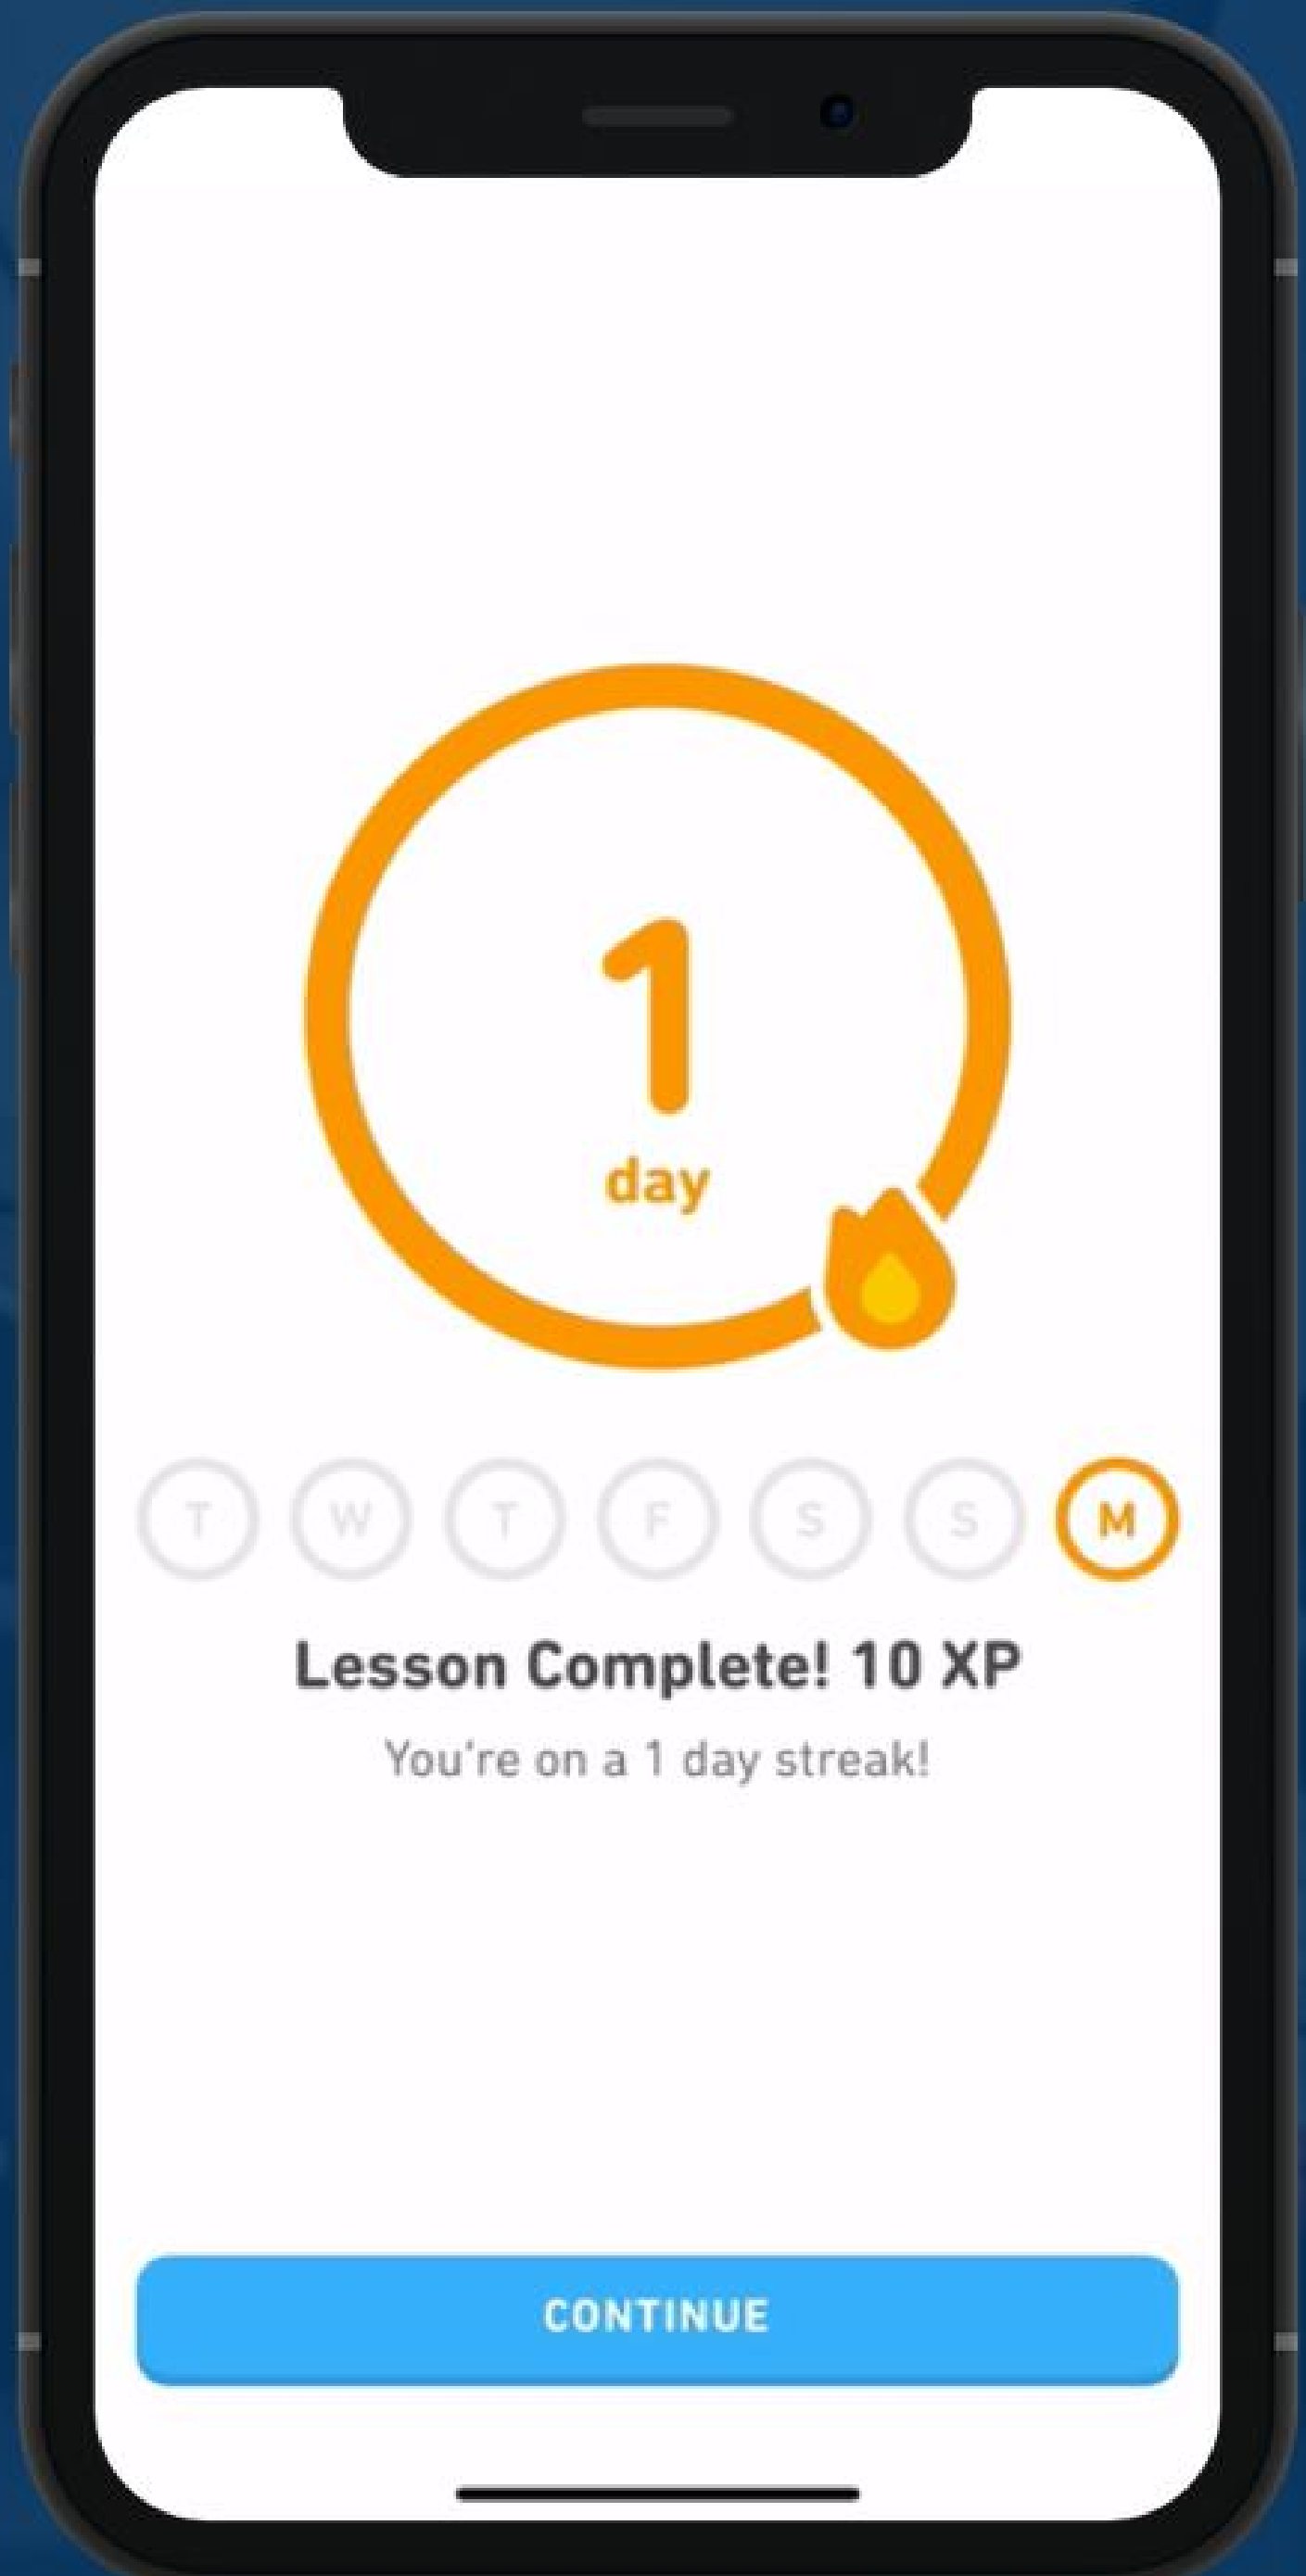 1
day
T W T F S S M
Lesson Complete! 10 XP
You're on a 1 day streak!
CONTINUE